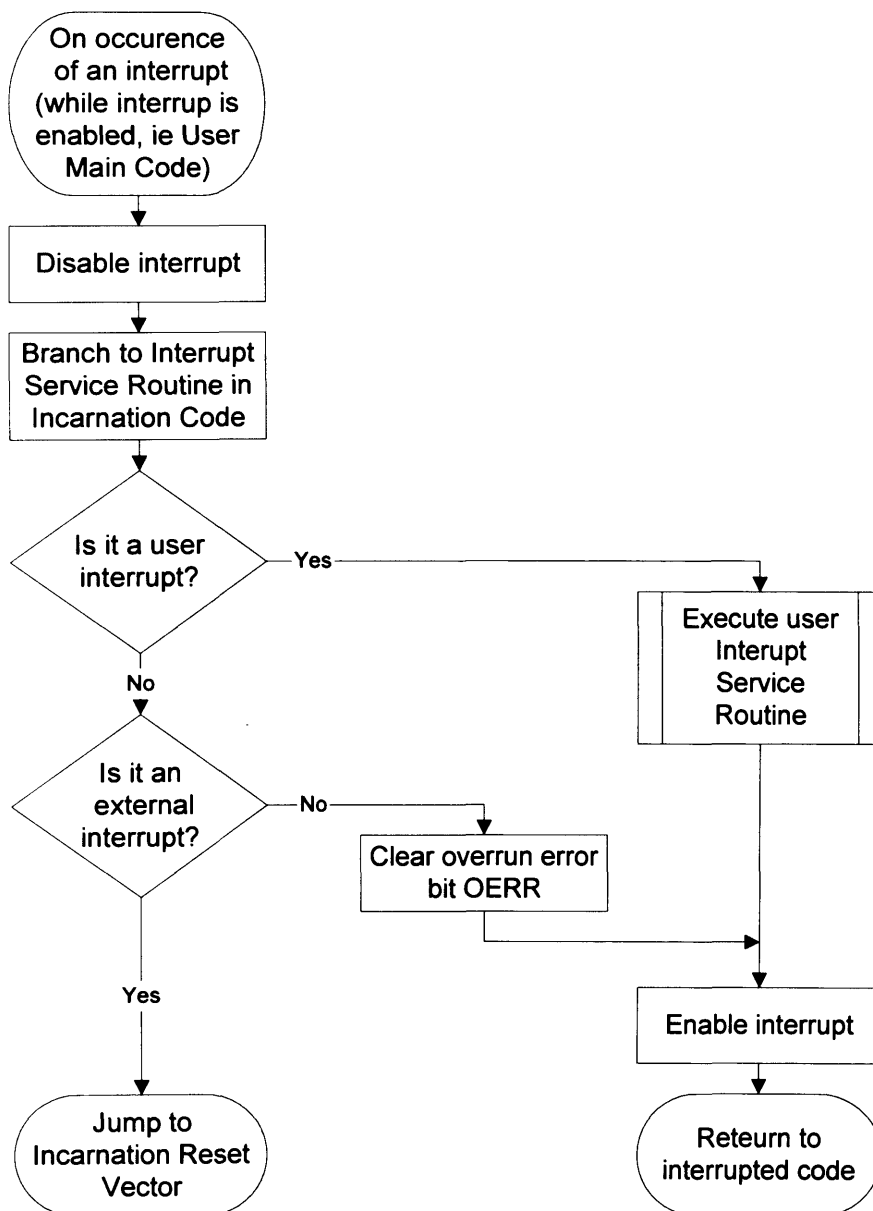 On occurence
of an interrupt
(while interrup is
enabled, ie User
Main Code)
Disable interrupt
Branch to Interrupt
Service Routine in
Incarnation Code
Is it a user
interrupt?
Yes
Execute user
Interupt
Service
Routine
No
Is it an
external
interrupt?
No
Clear overrun error
bit OERR
Yes
Enable interrupt
Jump to
Incarnation Reset
Vector
Reteurn to
interrupted code